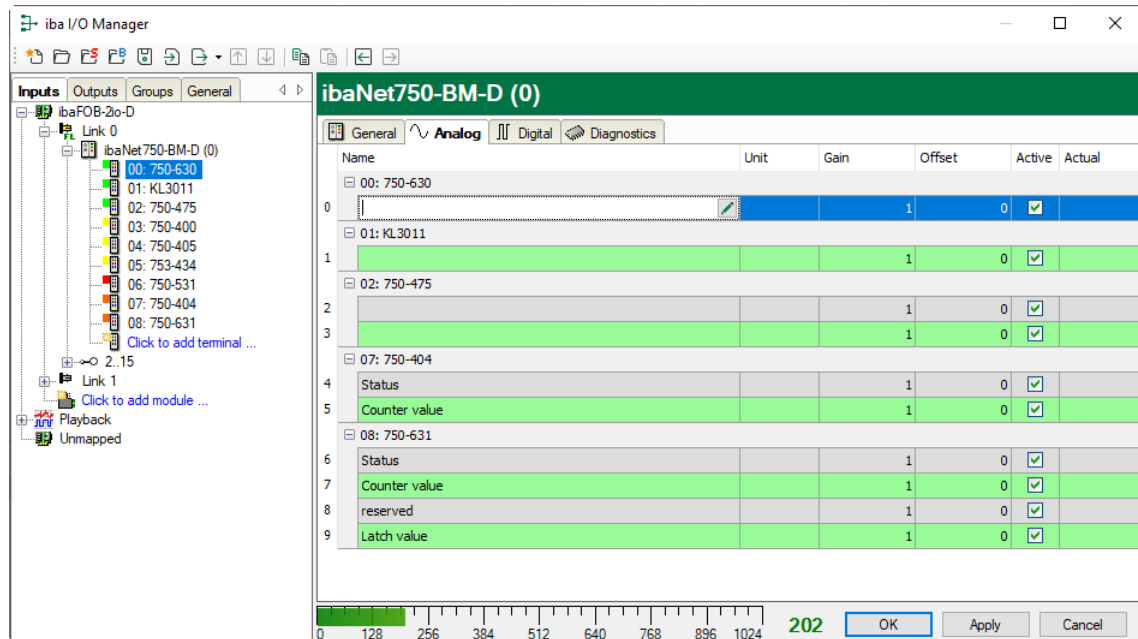 iba I/O Manager
Inputs Outputs Groups General
ibaFOB-2io-D
Link 0
ibaNet750-BM-D (0)
00: 750-630
01: KL3011
02: 750-475
03: 750-400
04: 750-405
05: 753-434
06: 750-531
07: 750-404
08: 750-631
Click to add terminal ...
2..15
Link 1
Click to add module ...
Playback
Unmapped
ibaNet750-BM-D (0)
General Analog Digital Diagnostics
Name Unit Gain Offset Active Actual
00: 750-630
0 1 0
01: KL3011
1 1 0
02: 750-475
2 1 0
3 1 0
07: 750-404
4 Status 1 0
5 Counter value 1 0
08: 750-631
6 Status 1 0
7 Counter value 1 0
8 reserved 1 0
9 Latch value 1 0
0 128 256 384 512 640 768 896 1024
202 OK Apply Cancel